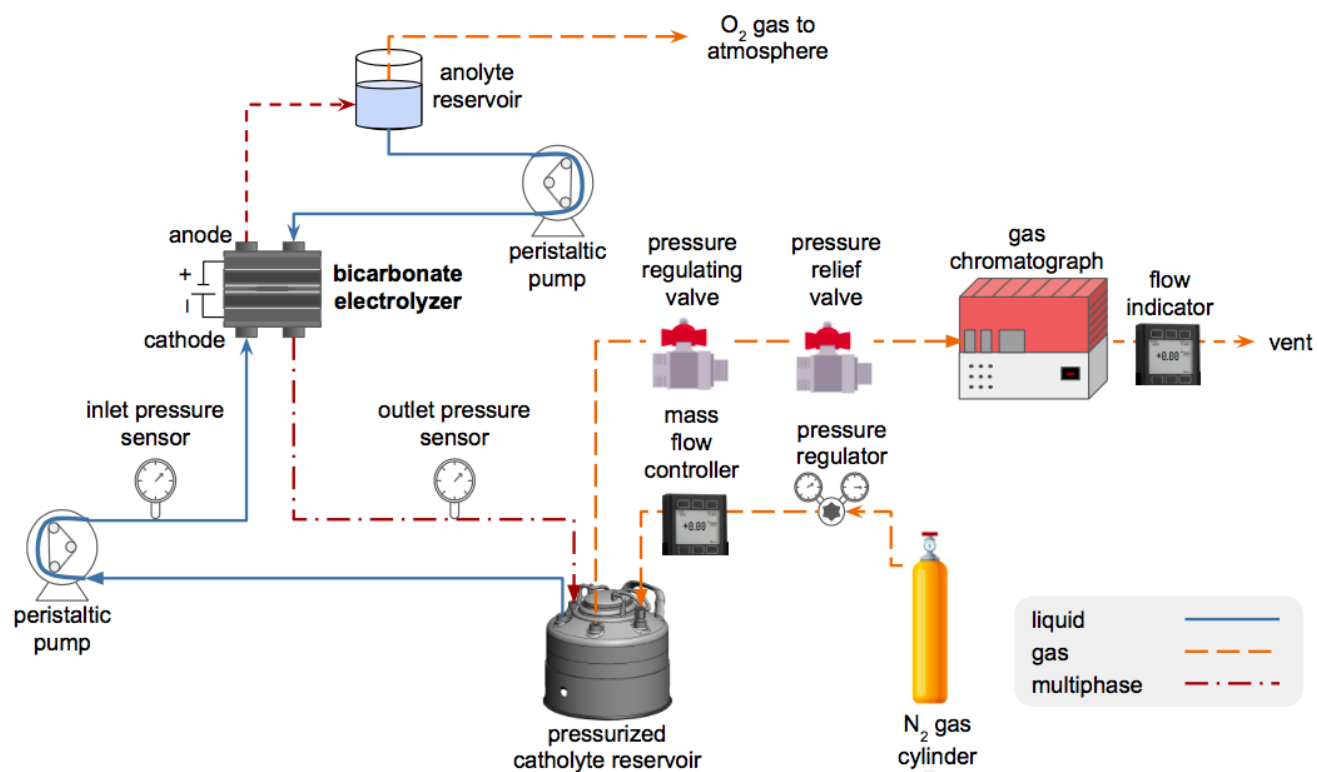 O₂ gas to
atmosphere
anolyte
reservoir
peristaltic
pump
anode
+
bicarbonate
electrolyzer
cathode
pressure
regulating
valve
pressure
relief
valve
gas
chromatograph
flow
indicator
+0.00
vent
inlet pressure
sensor
outlet pressure
sensor
mass
flow
controller
+0.00
pressure
regulator
peristaltic
pump
pressurized
catholyte reservoir
N₂ gas
cylinder
liquid
gas
multiphase